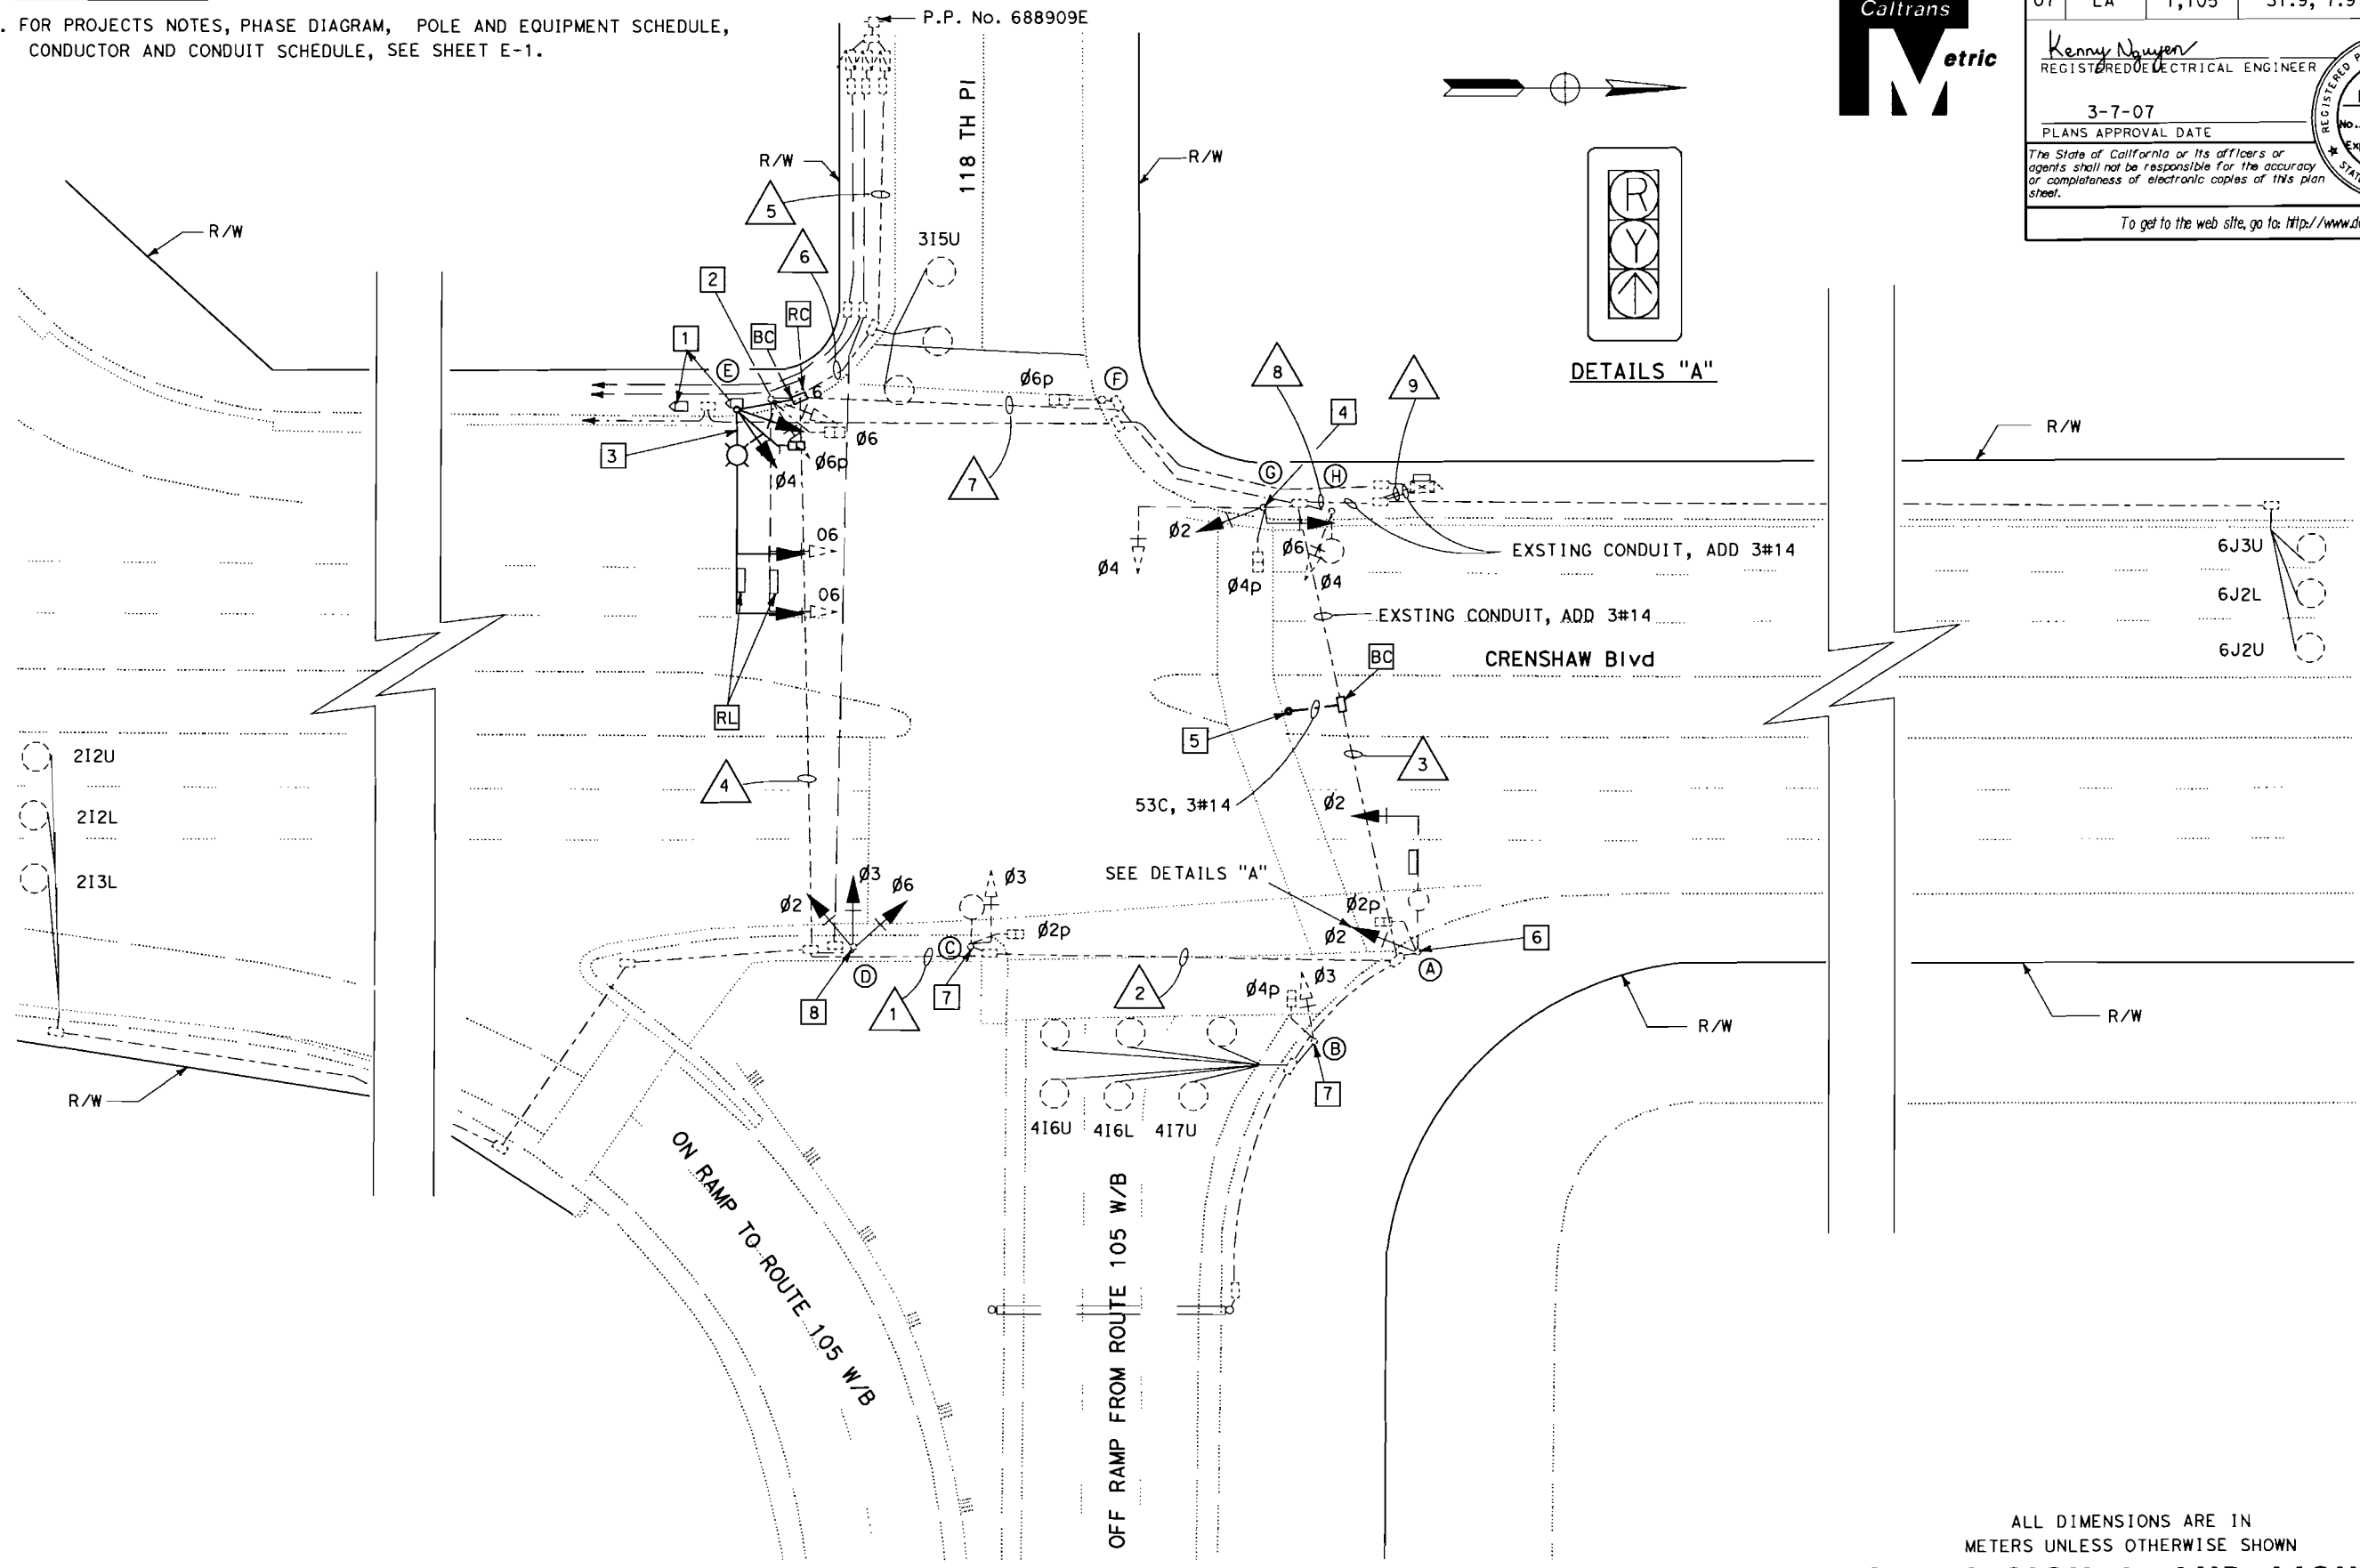 . FOR PROJECTS NOTES, PHASE DIAGRAM, POLE AND EQUIPMENT SCHEDULE,
CONDUCTOR AND CONDUIT SCHEDULE, SEE SHEET E-1.
P.P. No. 688909E
118 TH Pl
R/W
R/W
R/W
Caltrans
Metric
07 LA 1,105
Kenny Nguyen
REGISTERED ELECTRICAL ENGINEER
3-7-07
PLANS APPROVAL DATE
The State of California or its officers or
agents shall not be responsible for the accuracy
or completeness of electronic copies of this plan
sheet.
To get to the web site, go to: http://www.d
R
Y
DETAILS "A"
5
6
3I5U
2
RC
BC
1
E
6
Ø6p
F
8
9
4
R/W
3
Ø6
Ø6p
Ø4
7
G
H
Ø2
Ø6
Ø4
Ø4p
Ø4
EXSTING CONDUIT, ADD 3#14
6J3U
6J2L
6J2U
06
06
EXSTING CONDUIT, ADD 3#14
CRENSHAW Blvd
BC
RL
5
3
2I2U
2I2L
2I3L
4
53C, 3#14
Ø2
SEE DETAILS "A"
Ø2
Ø3
Ø6
Ø3
Ø2p
Ø2p
Ø2
6
C
D
A
8
1
7
2
Ø4p
Ø3
B
7
R/W
R/W
R/W
4I6U
4I6L
4I7U
ON RAMP TO ROUTE 105 W/B
OFF RAMP FROM ROUTE 105 W/B
ALL DIMENSIONS ARE IN
METERS UNLESS OTHERWISE SHOWN